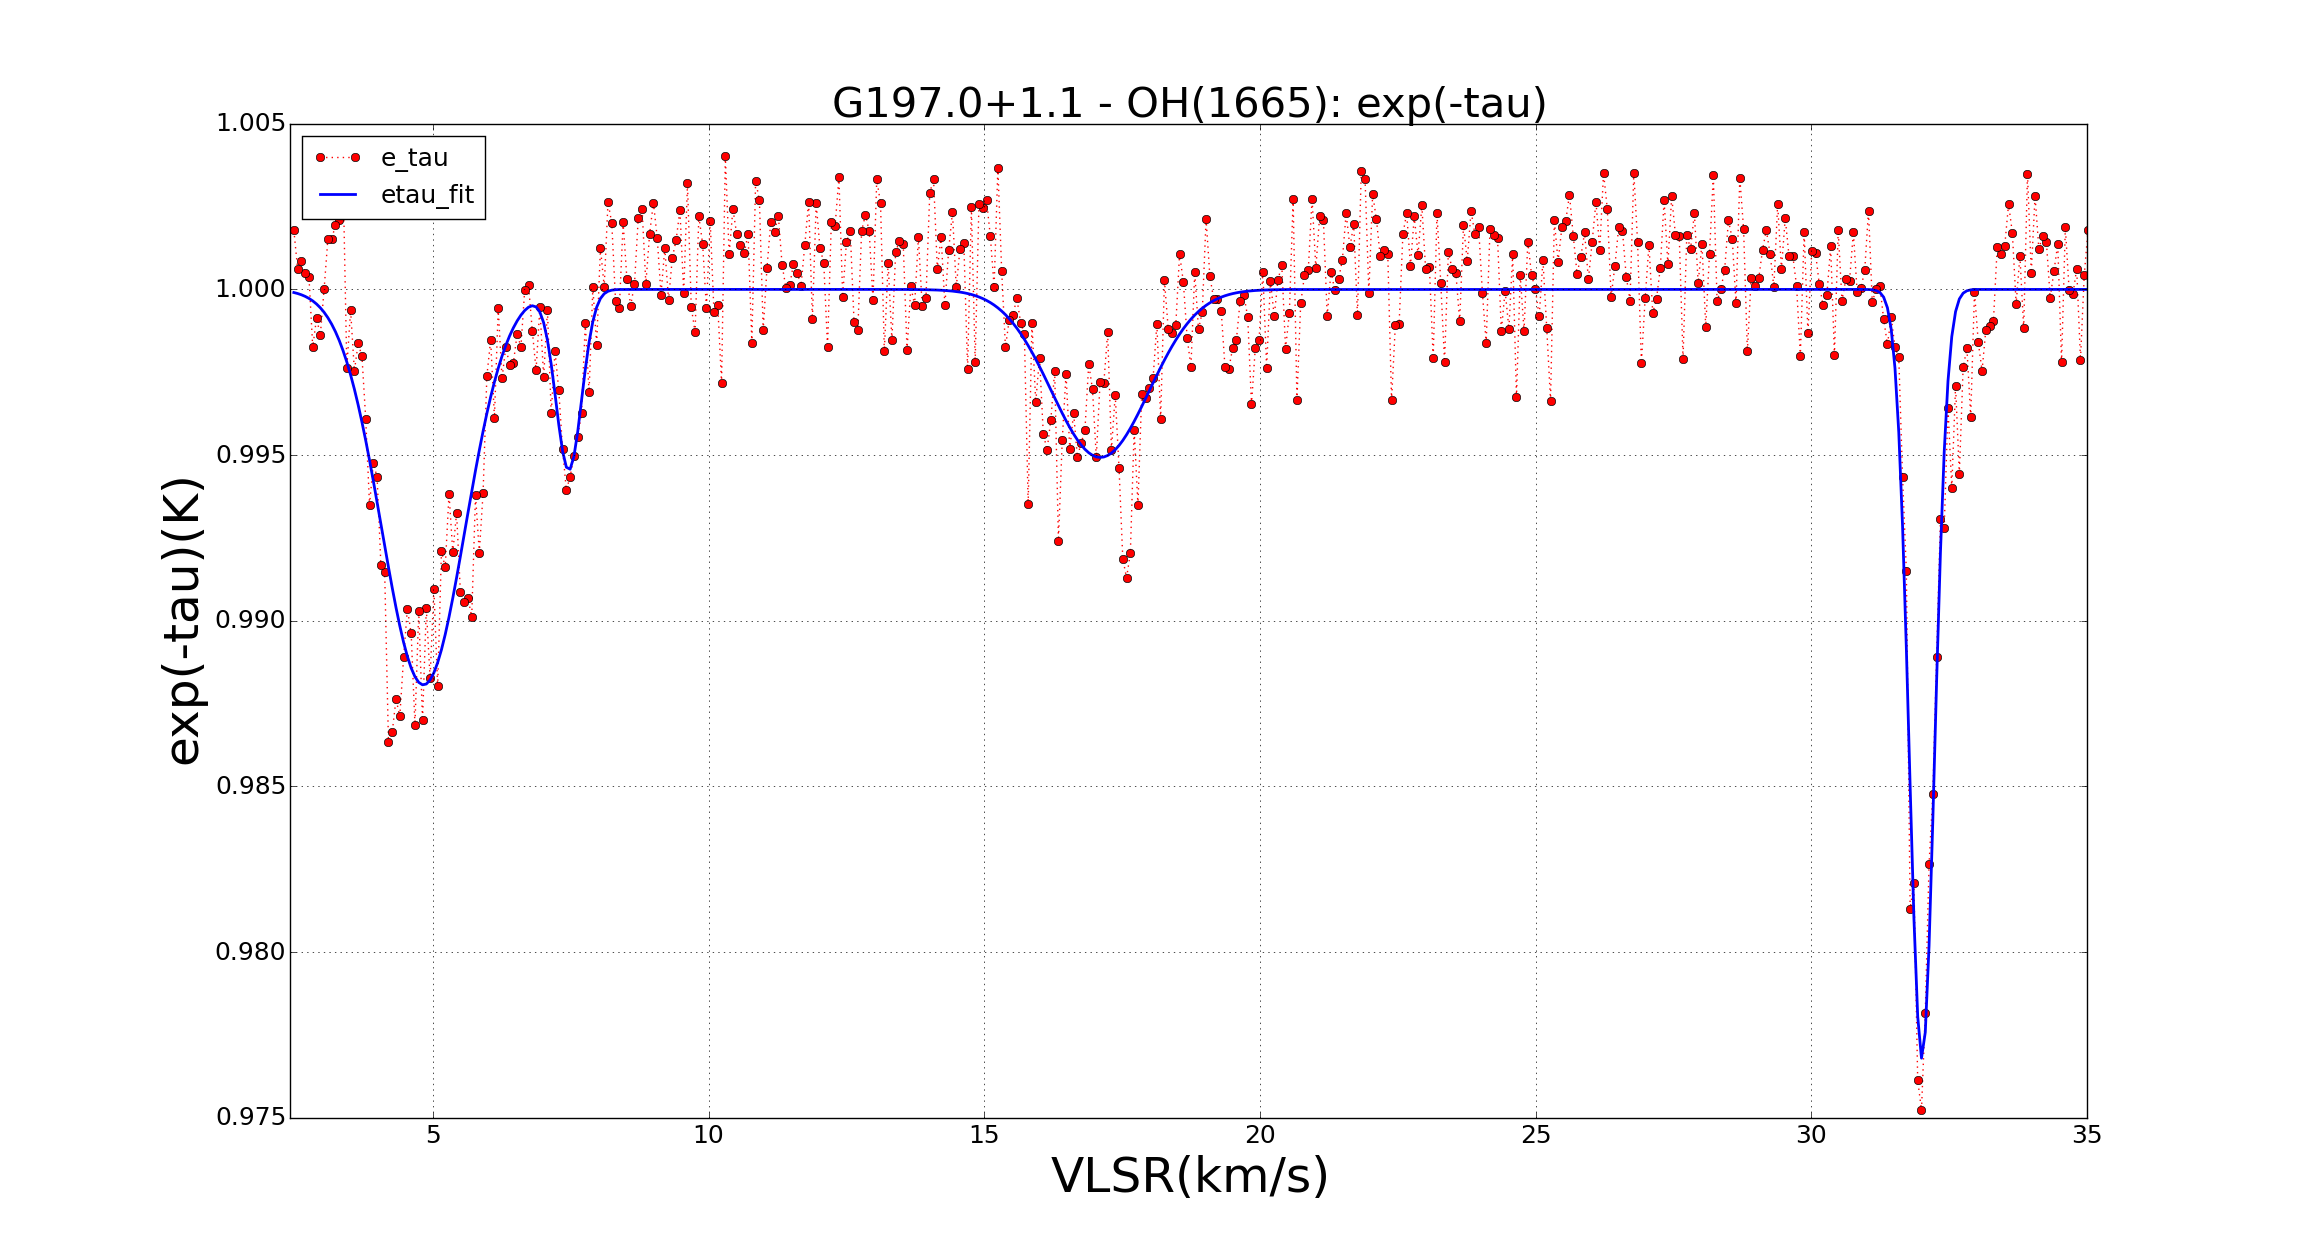 G197.0+1.1 - OH(1665): exp(-tau)
1.005
e_tau
etau_fit
1.000
0.995
0.990
0.985
0.980
0.975
exp(-tau)(K)
5 10 15 20 25 30 35
VLSR(km/s)